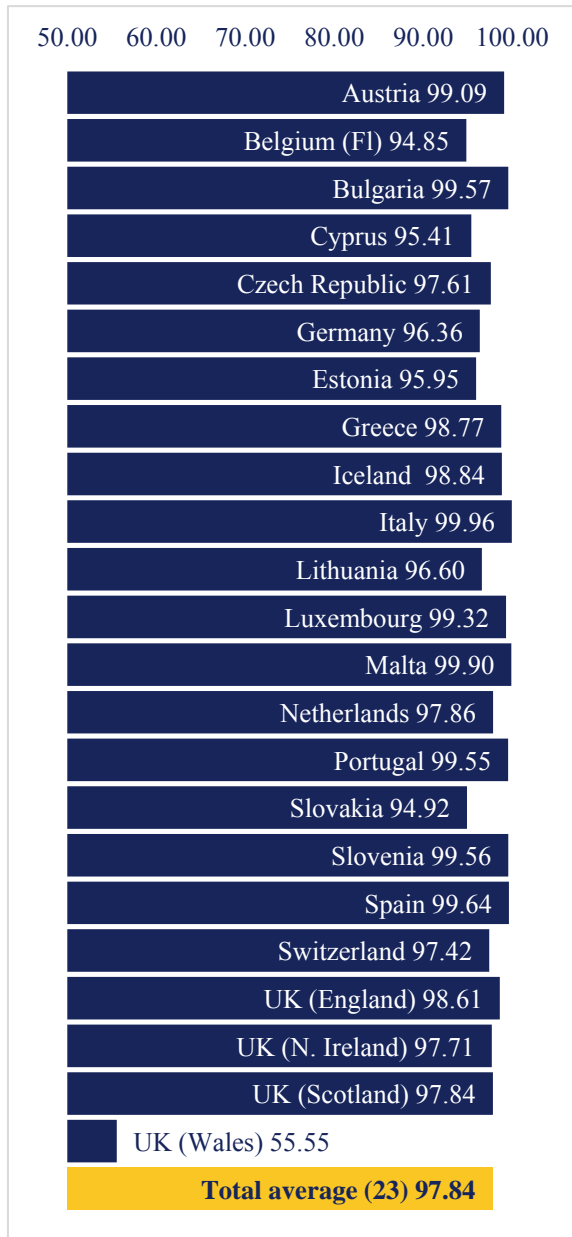 50.00 60.00 70.00 80.00 90.00 100.00
Austria 99.09
Belgium (Fl) 94.85
Bulgaria 99.57
Cyprus 95.41
Czech Republic 97.61
Germany 96.36
Estonia 95.95
Greece 98.77
Iceland 98.84
Italy 99.96
Lithuania 96.60
Luxembourg 99.32
Malta 99.90
Netherlands 97.86
Portugal 99.55
Slovakia 94.92
Slovenia 99.56
Spain 99.64
Switzerland 97.42
UK (England) 98.61
UK (N. Ireland) 97.71
UK (Scotland) 97.84
UK (Wales) 55.55
Total average (23) 97.84